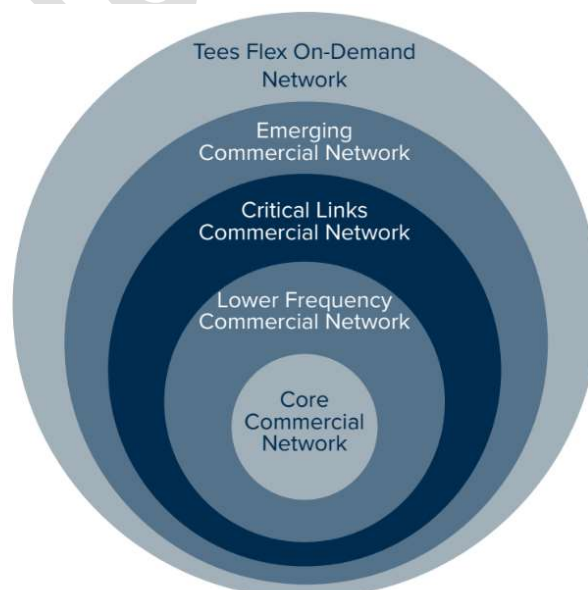 Tees Flex On-Demand
Network
Emerging
Commercial Network
Critical Links
Commercial Network
Lower Frequency
Commercial Network
Core
Commercial
Network